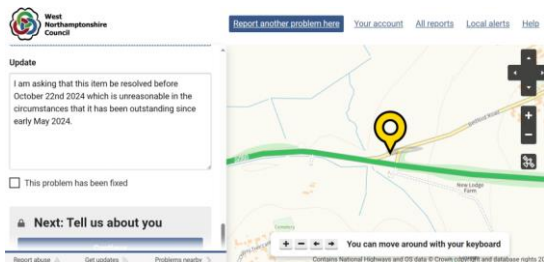 West
Northamptonshire
Council
Report another problem here
Your account
All reports
Local alerts
Help
Update
I am asking that this item be resolved before
October 22nd 2024 which is unreasonable in the
circumstances that it has been outstanding since
early May 2024.
This problem has been fixed
Next: Tell us about you
Report abuse
Get updates
Problems nearby
New Lodge
Farm
Cemetery
You can move around with your keyboard
Contains National Highways and OS data © Crown copyright and database rights 20